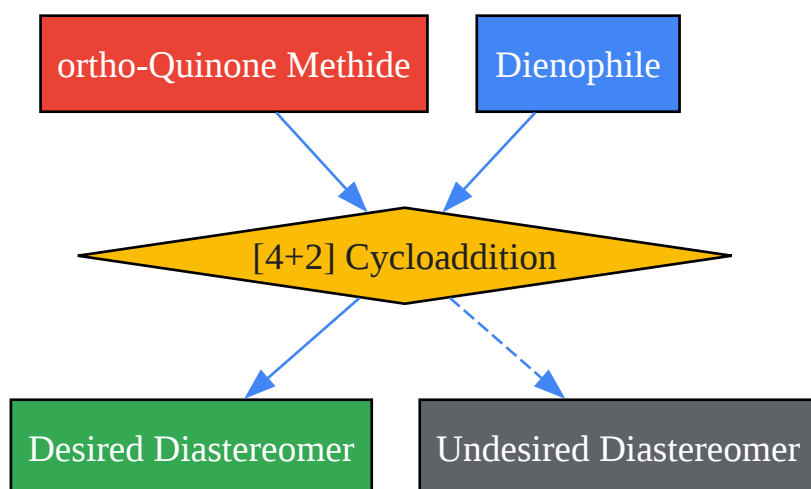 ortho-Quinone Methide
Dienophile
[4+2] Cycloaddition
Desired Diastereomer
Undesired Diastereomer